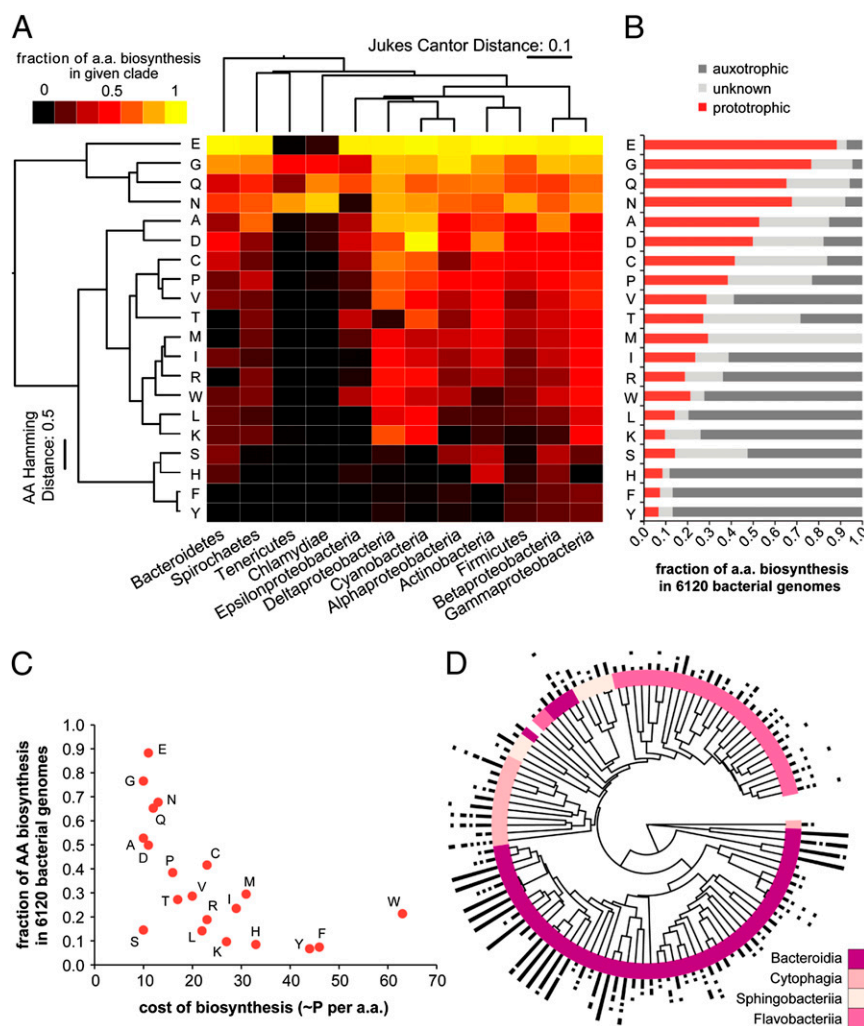 A
fraction of a.a. biosynthesis
in given clade
0 0.5 1
Jukes Cantor Distance: 0.1
AA Hamming
Distance: 0.5
E
G
Q
N
A
D
C
P
V
T
M
I
R
W
L
K
S
H
F
Y
Bacteroidetes
Spirochaetes
Tenericutes
Chlamydiae
Epsilonproteobacteria
Deltaproteobacteria
Cyanobacteria
Alphaproteobacteria
Actinobacteria
Firmicutes
Betaproteobacteria
Gammaproteobacteria
B
auxotrophic
unknown
prototrophic
E
G
Q
N
A
D
C
P
V
T
M
I
R
W
L
K
S
H
F
Y
0.0 0.1 0.2 0.3 0.4 0.5 0.6 0.7 0.8 0.9 1.0
fraction of a.a. biosynthesis
in 6120 bacterial genomes
C
fraction of AA biosynthesis
in 6120 bacterial genomes
1.0
0.9
0.8
0.7
0.6
0.5
0.4
0.3
0.2
0.1
0.0
E
G
N
Q
A
D
P
C
T
V
R
I
M
S
L
K
H
Y
F
W
0 10 20 30 40 50 60 70
cost of biosynthesis (~P per a.a.)
D
Bacteroidia
Cytophagia
Sphingobacteriia
Flavobacteriia